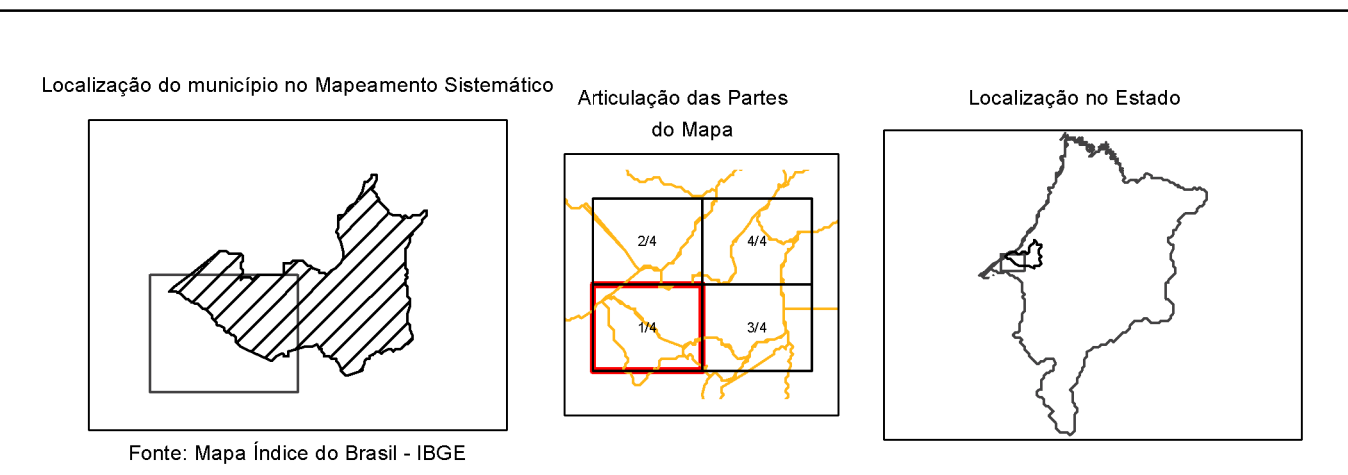 Localização do município no Mapeamento Sistemático
Fonte: Mapa Índice do Brasil - IBGE
Articulação das Partes
do Mapa
2/4
4/4
1/4
3/4
Localização no Estado